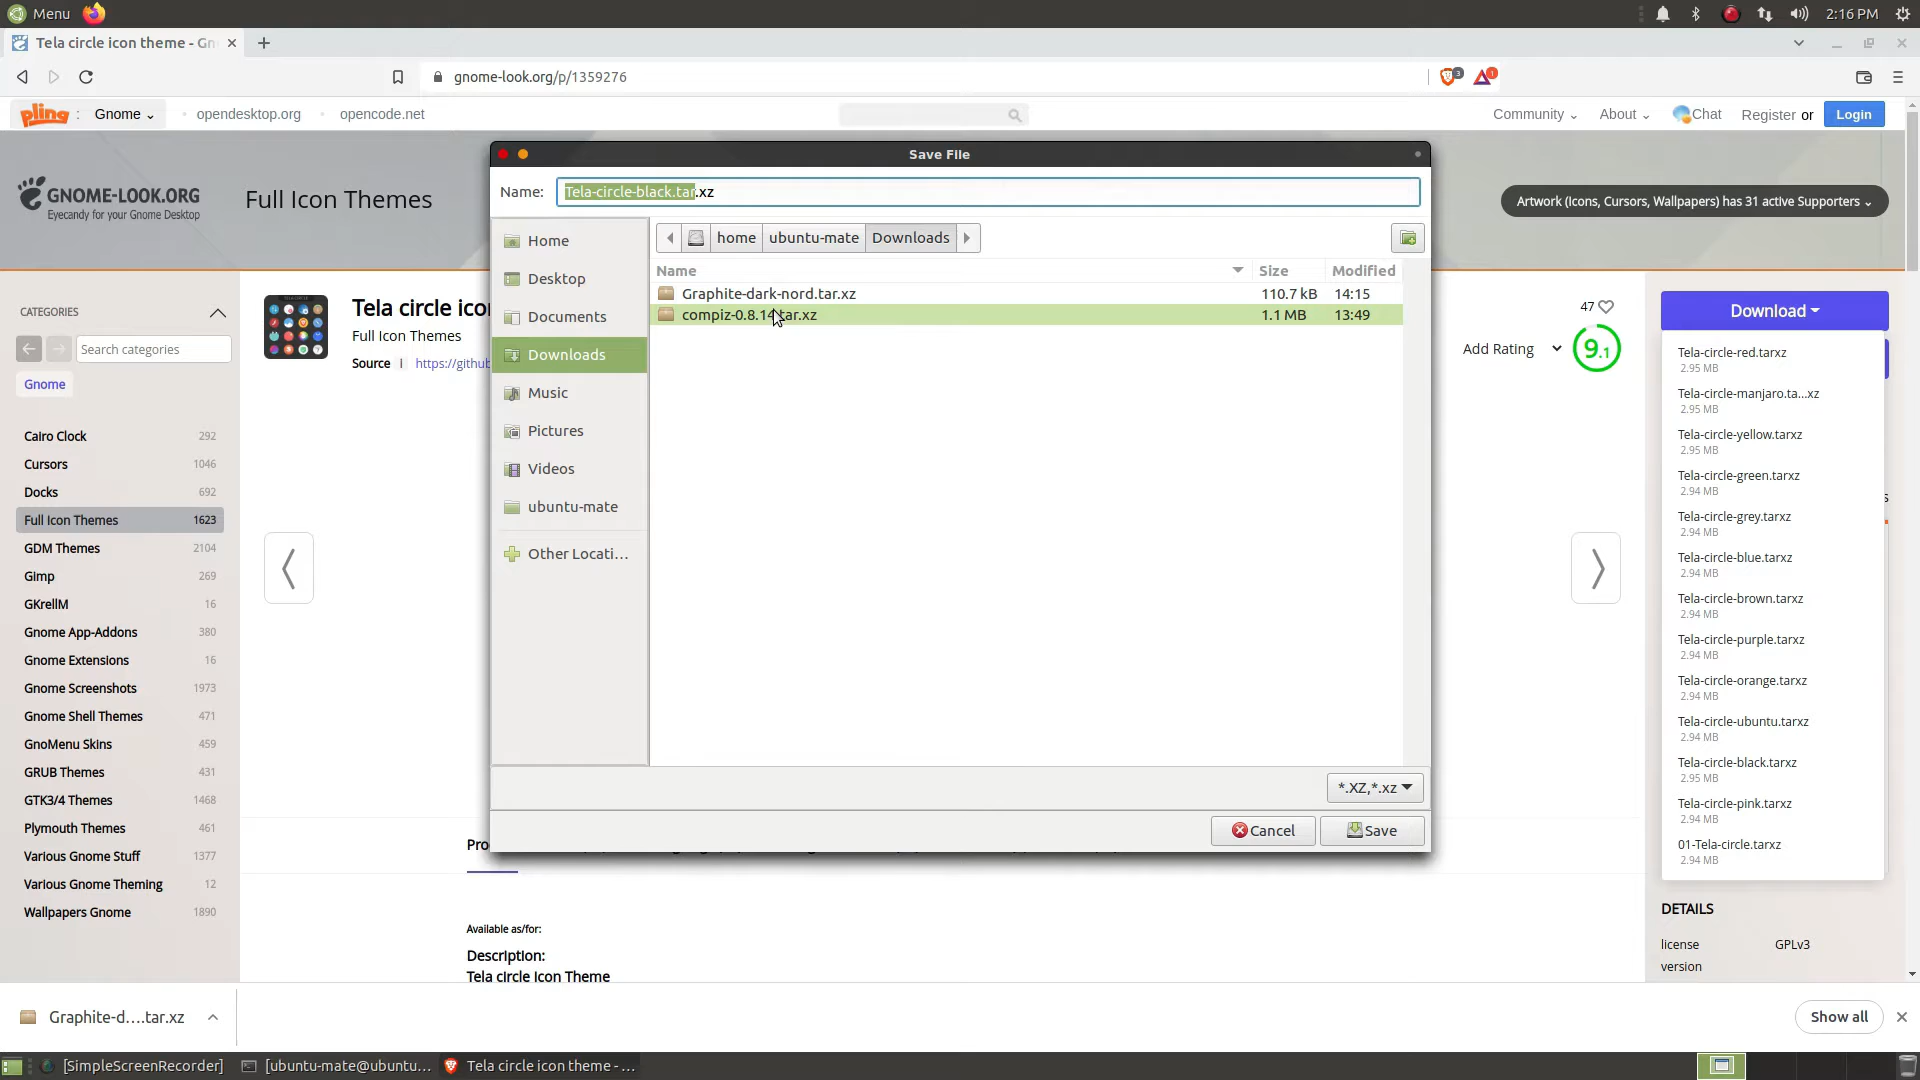 Menu
2:16 PM
Tela circle icon theme - Gn
gnome-look.org/p/1359276
3
1
pling :
Gnome
opendesktop.org
opencode.net
Community
About
Chat
Register or
Login
GNOME-LOOK.ORG
Eyecandy for your Gnome Desktop
Full Icon Themes
Artwork (Icons, Cursors, Wallpapers) has 31 active Supporters
CATEGORIES
Search categories
Gnome
Cairo Clock 292
Cursors 1046
Docks 692
Full Icon Themes 1623
GDM Themes 2104
Gimp 269
GKrellM 16
Gnome App-Addons 380
Gnome Extensions 16
Gnome Screenshots 1973
Gnome Shell Themes 471
GnoMenu Skins 459
GRUB Themes 431
GTK3/4 Themes 1468
Plymouth Themes 461
Various Gnome Stuff 1377
Various Gnome Theming 12
Wallpapers Gnome 1890
Tela circle ico
Full Icon Themes
Source I https://github
Save File
Name: Tela-circle-black.tar.xz
Home
Desktop
Documents
Downloads
Music
Pictures
Videos
ubuntu-mate
Other Locati...
home ubuntu-mate Downloads
Name Size Modified
Graphite-dark-nord.tar.xz 110.7 kB 14:15
compiz-0.8.14.tar.xz 1.1 MB 13:49
*.XZ,*.xz
Cancel
Save
47
Add Rating
9.1
Download
Tela-circle-red.tarxz
2.95 MB
Tela-circle-manjaro.ta...xz
2.95 MB
Tela-circle-yellow.tarxz
2.95 MB
Tela-circle-green.tarxz
2.94 MB
Tela-circle-grey.tarxz
2.94 MB
Tela-circle-blue.tarxz
2.94 MB
Tela-circle-brown.tarxz
2.94 MB
Tela-circle-purple.tarxz
2.94 MB
Tela-circle-orange.tarxz
2.94 MB
Tela-circle-ubuntu.tarxz
2.94 MB
Tela-circle-black.tarxz
2.95 MB
Tela-circle-pink.tarxz
2.94 MB
01-Tela-circle.tarxz
2.94 MB
s
DETAILS
license GPLv3
version
Pro
Available as/for:
Description:
Tela circle Icon Theme
Graphite-d....tar.xz
Show all
[SimpleScreenRecorder]
[ubuntu-mate@ubuntu...
Tela circle icon theme - ...